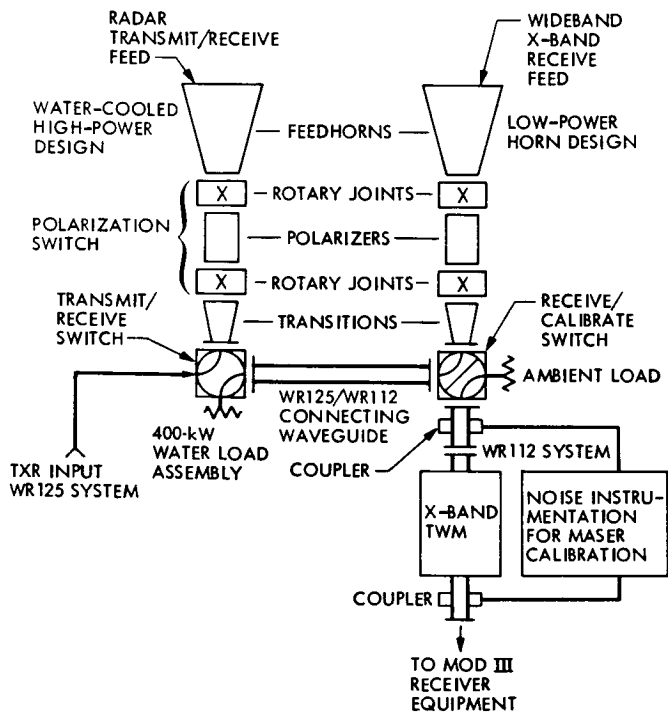 RADAR
TRANSMIT/RECEIVE
FEED
WIDEBAND
X-BAND
RECEIVE
FEED
WATER-COOLED
HIGH-POWER
DESIGN
FEEDHORNS
LOW-POWER
HORN DESIGN
X
ROTARY JOINTS
X
POLARIZATION
SWITCH
POLARIZERS
X
ROTARY JOINTS
X
TRANSMIT/
RECEIVE
SWITCH
TRANSITIONS
RECEIVE/
CALIBRATE
SWITCH
AMBIENT LOAD
WR125/WR112
CONNECTING
WAVEGUIDE
400-kW
WATER LOAD
ASSEMBLY
TXR INPUT
WR125 SYSTEM
COUPLER
WR112 SYSTEM
X-BAND
TWM
NOISE INSTRU-
MENTATION
FOR MASER
CALIBRATION
COUPLER
TO MOD III
RECEIVER
EQUIPMENT